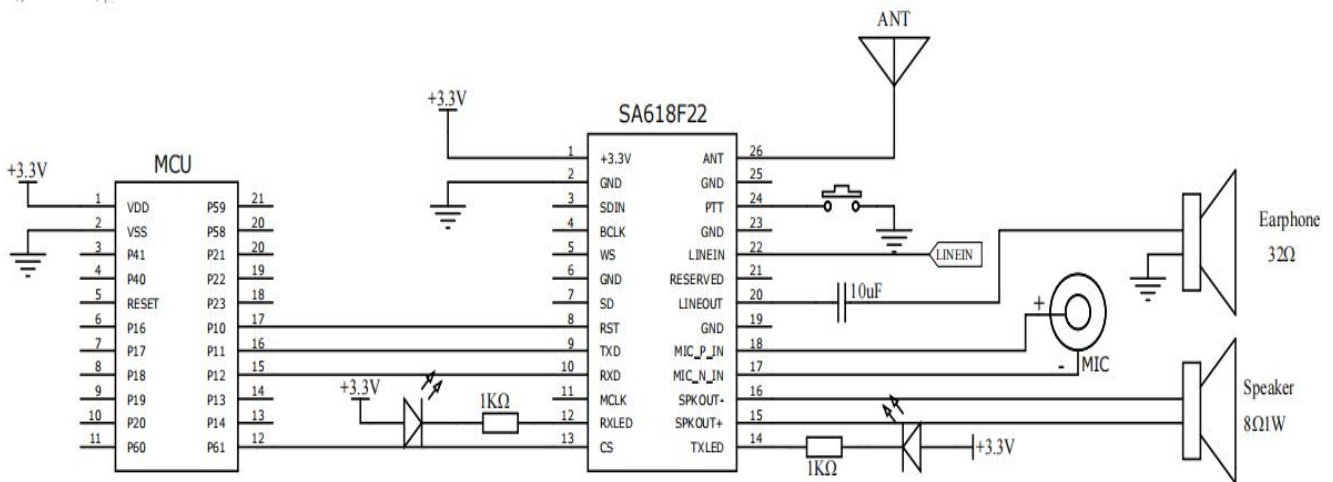 ANT
+3.3V
SA618F22
MCU
+3.3V
1 VDD P59 21
2 VSS P58 20
3 P41 P21 20
4 P40 P22 19
5 RESET P23 18
6 P16 P10 17
7 P17 P11 16
8 P18 P12 15
9 P19 P13 14
10 P20 P14 13
11 P60 P61 12
1 +3.3V ANT 26
2 GND GND 25
3 SDIN PTT 24
4 BCLK GND 23
5 WS LINEIN 22
6 GND RESERVED 21
7 SD LINEOUT 20
8 RST GND 19
9 TXD MIC_P_IN 18
10 RXD MIC_N_IN 17
11 MCLK SPKOUT- 16
12 RXLED SPKOUT+ 15
13 CS TXLED 14
+3.3V
1KΩ
LINEIN
10uF
+
-
MIC
1KΩ
+3.3V
Earphone
32Ω
Speaker
8Ω1W